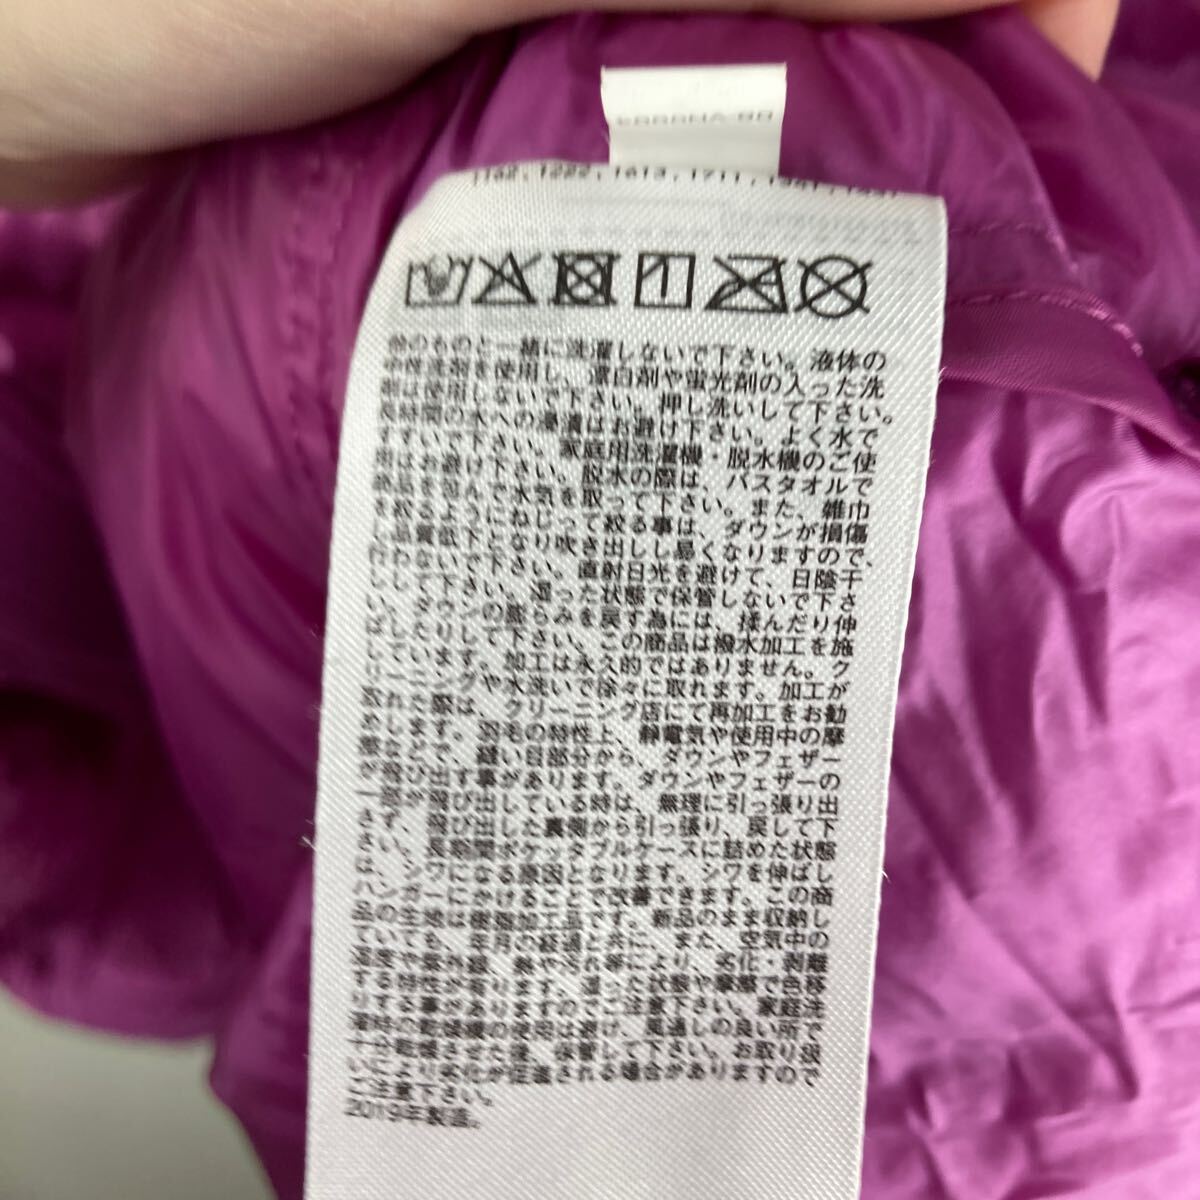 1162,1222,1613,1711,
のものと一緒に洗濯しないで下さい。液体の
中性洗剤を使用し、漂白剤や蛍光剤の入った洗
剤は使用しないで下さい。押し洗いして下さい。
長時間の水への浸漬はお避け下さい。よく水で
すすいで下さい。家庭用洗濯機・脱水機のご使
用はお避け下さい。脱水の際は、バスタオルで
商品を包んで水気を取って下さい。また、雑巾
を絞るようにねじって絞る事は、ダウンが損傷
し品質低下となり吹き出しし易くなりますので、
行わないで下さい。直射日光を避けて、日陰干
しして下さい。湿った状態で保管しないで下さ
い。ダウンの膨らみを戻す為には、揉んだり伸
ばしたりして下さい。この商品は撥水加工を施
しています。加工は永久的ではありません。ク
リーニングや水洗いで徐々に取れます。加工が
取れた際は、クリーニング店にて再加工をお勧
めします。羽毛の特性上、静電気や使用中の摩
擦などで、縫い目部分から、ダウンやフェザー
が飛び出す事があります。ダウンやフェザーの
一部が飛び出している時は、無理に引っ張り出
さず、飛び出した裏側から引っ張り、戻して下
さい。長期間ポケッタブルケースに詰めた状態
は、シワになる原因となります。シワを伸ばし
ハンガーにかけることで改善できます。この商
品の生地は樹脂加工品です。新品のまま収納し
ていても、年月の経過と共に、また、空気中の
湿度や紫外線、熱や汚れ等により、劣化・剥離
する特性があります。湿った状態や摩擦で色移
りする事がありますのでご注意下さい。家庭洗
濯時の乾燥機の使用は避け、風通しの良い所で
十分乾燥させた後、保管して下さい。お取り扱
いにより劣化が促進される場合がありますので
ご注意下さい。
2019年製造。